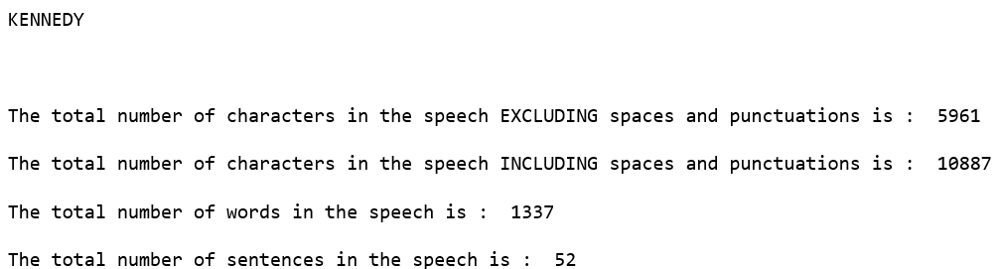 KENNEDY
The total number of characters in the speech EXCLUDING spaces and punctuations is :  5961
The total number of characters in the speech INCLUDING spaces and punctuations is :  10887
The total number of words in the speech is :  1337
The total number of sentences in the speech is :  52